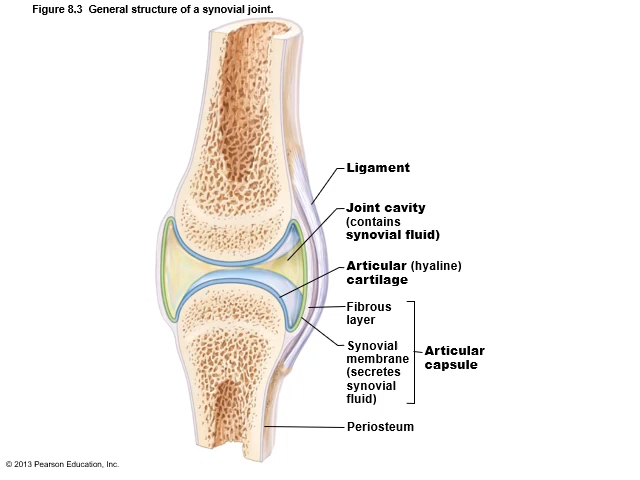 Figure 8.3 General structure of a synovial joint.
Ligament
Joint cavity
(contains
synovial fluid)
Articular (hyaline)
cartilage
Fibrous
layer
Synovial
membrane
(secretes
synovial
fluid)
Articular
capsule
Periosteum
© 2013 Pearson Education, Inc.